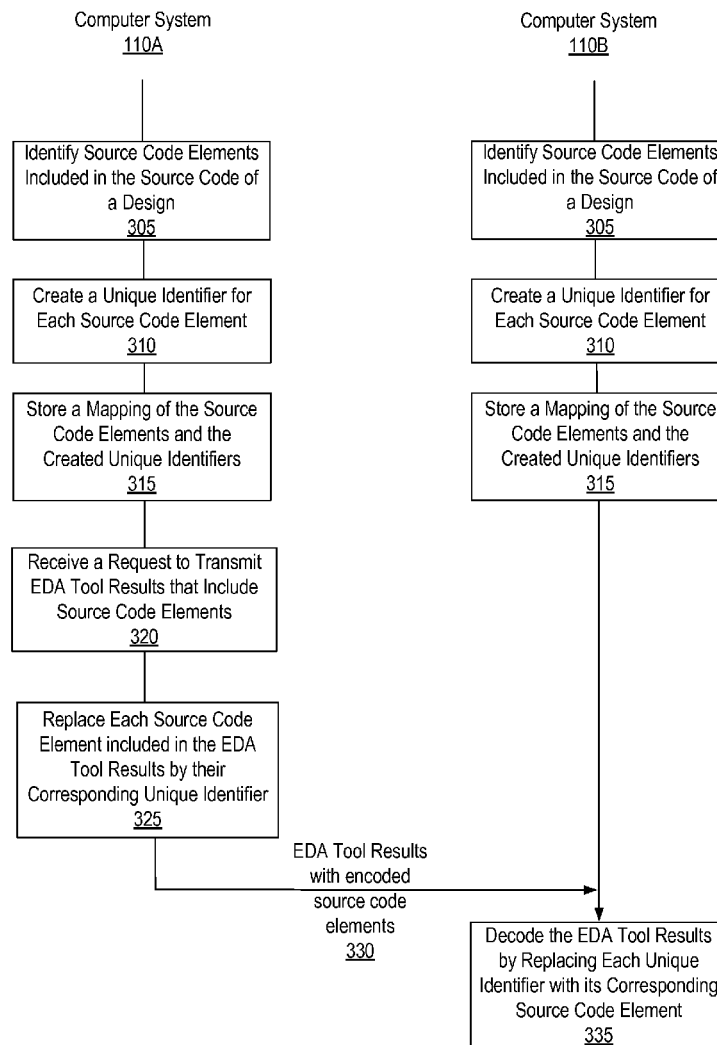 Computer System
110A
Identify Source Code Elements
Included in the Source Code of
a Design
305
Create a Unique Identifier for
Each Source Code Element
310
Store a Mapping of the Source
Code Elements and the
Created Unique Identifiers
315
Receive a Request to Transmit
EDA Tool Results that Include
Source Code Elements
320
Replace Each Source Code
Element included in the EDA
Tool Results by their
Corresponding Unique Identifier
325
EDA Tool Results
with encoded
source code
elements
330
Computer System
110B
Identify Source Code Elements
Included in the Source Code of
a Design
305
Create a Unique Identifier for
Each Source Code Element
310
Store a Mapping of the Source
Code Elements and the
Created Unique Identifiers
315
Decode the EDA Tool Results
by Replacing Each Unique
Identifier with its Corresponding
Source Code Element
335